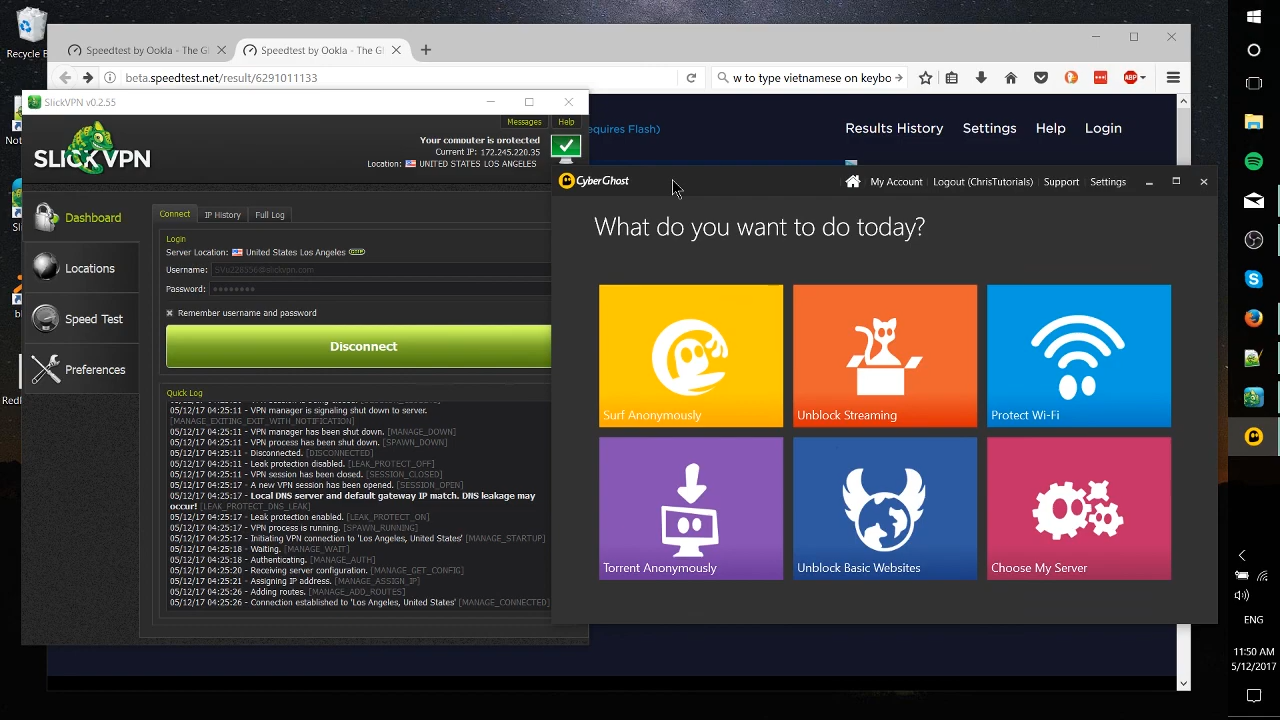 Recycle B
Speedtest by Ookla - The Gl
Speedtest by Ookla - The Gl
beta.speedtest.net/result/6291011133
w to type vietnamese on keybo
ABP
SlickVPN v0.2.55
Messages
Help
SLICKVPN
Your computer is protected
Current IP: 172.245.220.35
Location: UNITED STATES LOS ANGELES
equires Flash)
Results History
Settings
Help
Login
CyberGhost
My Account
Logout (ChrisTutorials)
Support
Settings
Dashboard
Locations
Speed Test
Preferences
Connect
IP History
Full Log
Login
Server Location: United States Los Angeles
Username:
Password: ********
Remember username and password
Disconnect
Quick Log
05/12/17 04:25:11 - VPN manager is signaling shut down to server.
[MANAGE_EXITING_EXIT_WITH_NOTIFICATION]
05/12/17 04:25:11 - VPN manager has been shut down. [MANAGE_DOWN]
05/12/17 04:25:11 - VPN process has been shut down. [SPAWN_DOWN]
05/12/17 04:25:11 - Disconnected. [DISCONNECTED]
05/12/17 04:25:11 - Leak protection disabled. [LEAK_PROTECT_OFF]
05/12/17 04:25:11 - VPN session has been closed. [SESSION_CLOSED]
05/12/17 04:25:17 - A new VPN session has been opened. [SESSION_OPEN]
05/12/17 04:25:17 - Local DNS server and default gateway IP match. DNS leakage may
occur! [LEAK_PROTECT_DNS_LEAK]
05/12/17 04:25:17 - Leak protection enabled. [LEAK_PROTECT_ON]
05/12/17 04:25:17 - VPN process is running. [SPAWN_RUNNING]
05/12/17 04:25:17 - Initiating VPN connection to 'Los Angeles, United States' [MANAGE_STARTUP]
05/12/17 04:25:18 - Waiting. [MANAGE_WAIT]
05/12/17 04:25:18 - Authenticating. [MANAGE_AUTH]
05/12/17 04:25:20 - Receiving server configuration. [MANAGE_GET_CONFIG]
05/12/17 04:25:21 - Assigning IP address. [MANAGE_ASSIGN_IP]
05/12/17 04:25:26 - Adding routes. [MANAGE_ADD_ROUTES]
05/12/17 04:25:26 - Connection established to 'Los Angeles, United States' [MANAGE_CONNECTED]
What do you want to do today?
Surf Anonymously
Unblock Streaming
Protect Wi-Fi
Torrent Anonymously
Unblock Basic Websites
Choose My Server
Not
Sl
b
Red
ENG
11:50 AM
5/12/2017